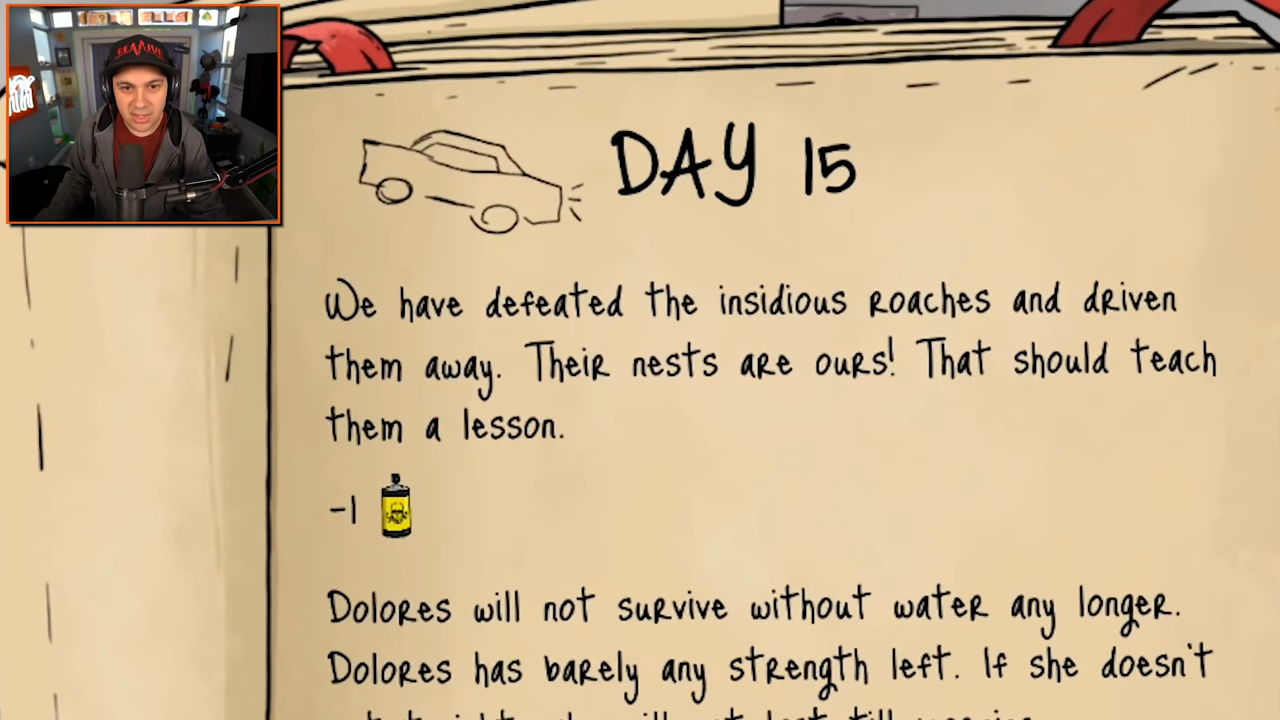 DAY 15
We have defeated the insidious roaches and driven
them away. Their nests are ours! That should teach
them a lesson.
-1
Dolores will not survive without water any longer.
Dolores has barely any strength left. If she doesn't